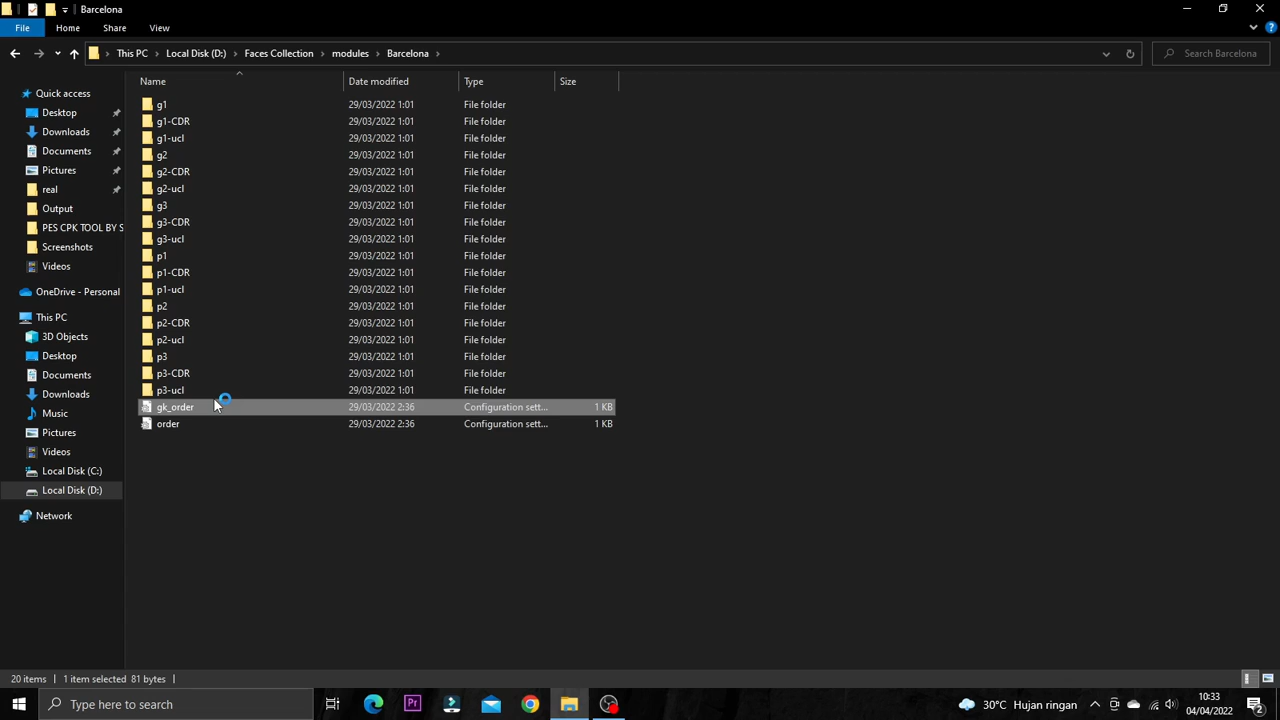 Barcelona
File Home Share View
This PC Local Disk (D:) Faces Collection modules Barcelona Search Barcelona
Name Date modified Type Size
Quick access
Desktop
Downloads
Documents
Pictures
real
Output
PES CPK TOOL BY S
Screenshots
Videos
OneDrive - Personal
This PC
3D Objects
Desktop
Documents
Downloads
Music
Pictures
Videos
Local Disk (C:)
Local Disk (D:)
Network
g1 29/03/2022 1:01 File folder
g1-CDR 29/03/2022 1:01 File folder
g1-ucl 29/03/2022 1:01 File folder
g2 29/03/2022 1:01 File folder
g2-CDR 29/03/2022 1:01 File folder
g2-ucl 29/03/2022 1:01 File folder
g3 29/03/2022 1:01 File folder
g3-CDR 29/03/2022 1:01 File folder
g3-ucl 29/03/2022 1:01 File folder
p1 29/03/2022 1:01 File folder
p1-CDR 29/03/2022 1:01 File folder
p1-ucl 29/03/2022 1:01 File folder
p2 29/03/2022 1:01 File folder
p2-CDR 29/03/2022 1:01 File folder
p2-ucl 29/03/2022 1:01 File folder
p3 29/03/2022 1:01 File folder
p3-CDR 29/03/2022 1:01 File folder
p3-ucl 29/03/2022 1:01 File folder
gk_order 29/03/2022 2:36 Configuration sett... 1 KB
order 29/03/2022 2:36 Configuration sett... 1 KB
20 items 1 item selected 81 bytes
Type here to search
Pr
30°C Hujan ringan
10:33
04/04/2022
2